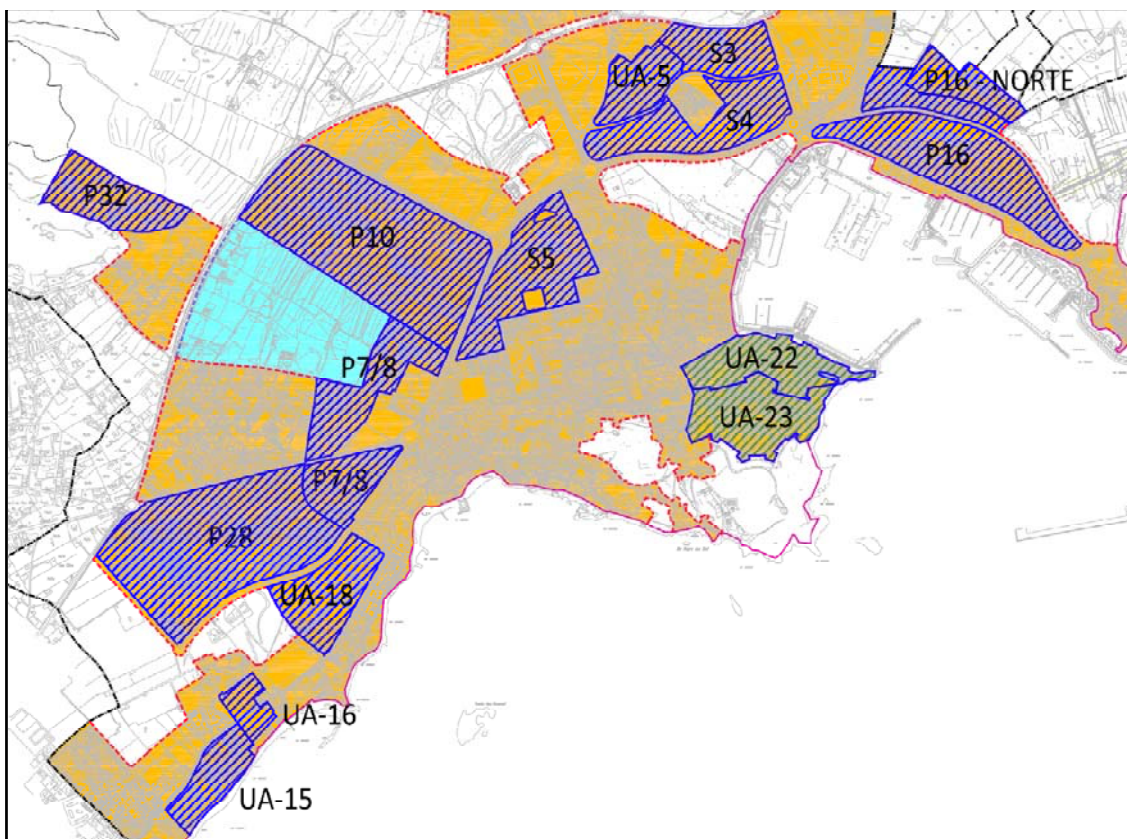 S3
UA-5
P16 - NORTE
S4
P16
P32
P10
S5
P7/8
UA-22
UA-23
P7/8
P28
UA-18
UA-16
UA-15